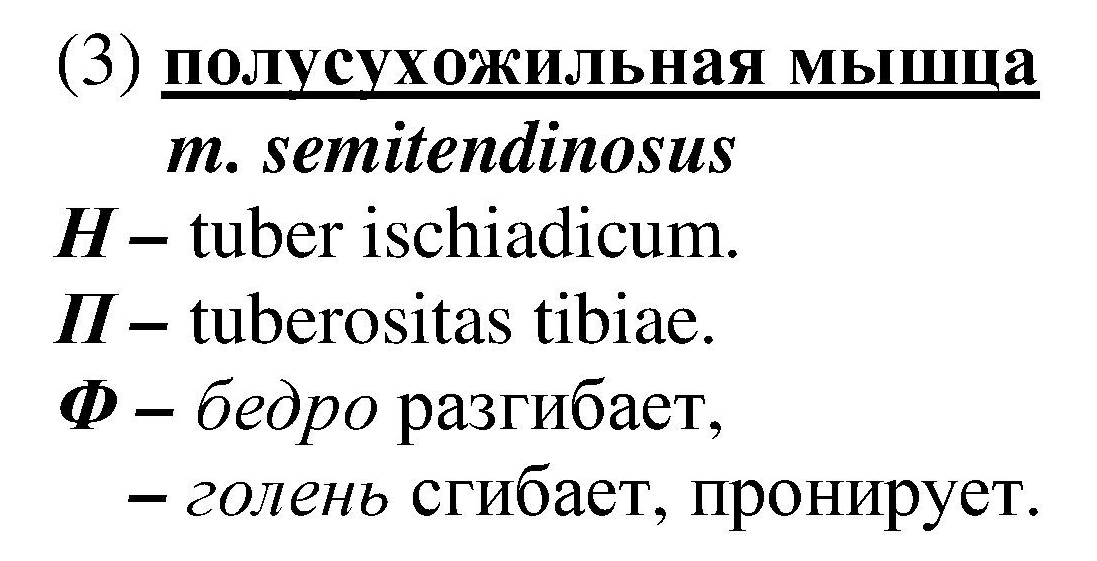 (3) полусухожильная мышца
m. semitendinosus
Н – tuber ischiadicum.
П – tuberositas tibiae.
Ф – бедро разгибает,
– голень сгибает, пронирует.